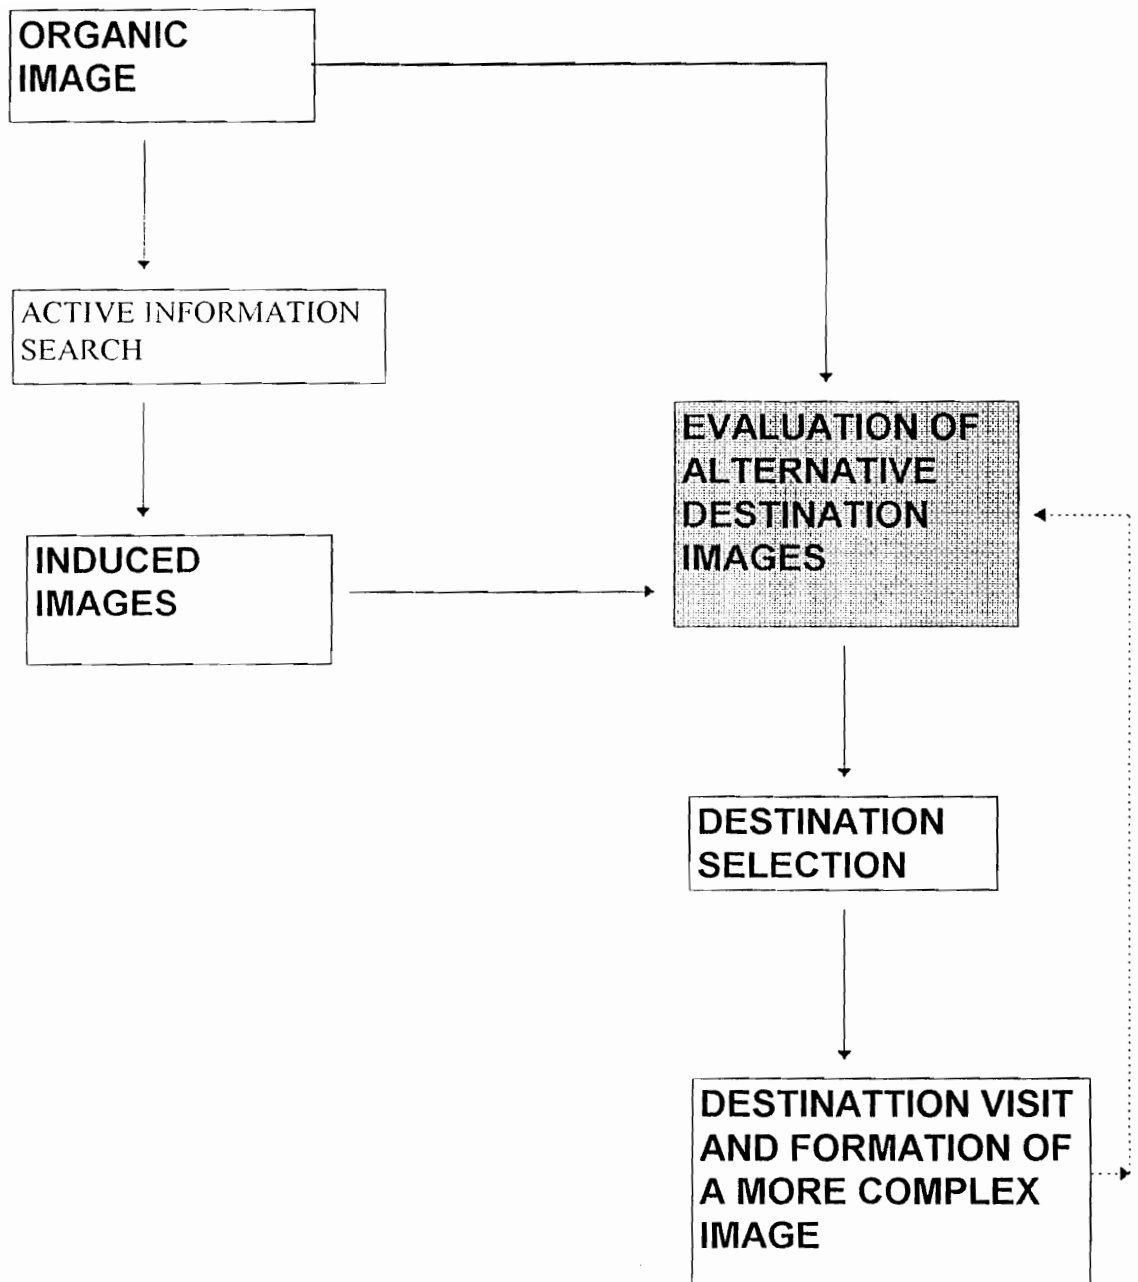 ORGANIC
IMAGE
ACTIVE INFORMATION
SEARCH
INDUCED
IMAGES
EVALUATION OF
ALTERNATIVE
DESTINATION
IMAGES
DESTINATION
SELECTION
DESTINATTION VISIT
AND FORMATION OF
A MORE COMPLEX
IMAGE